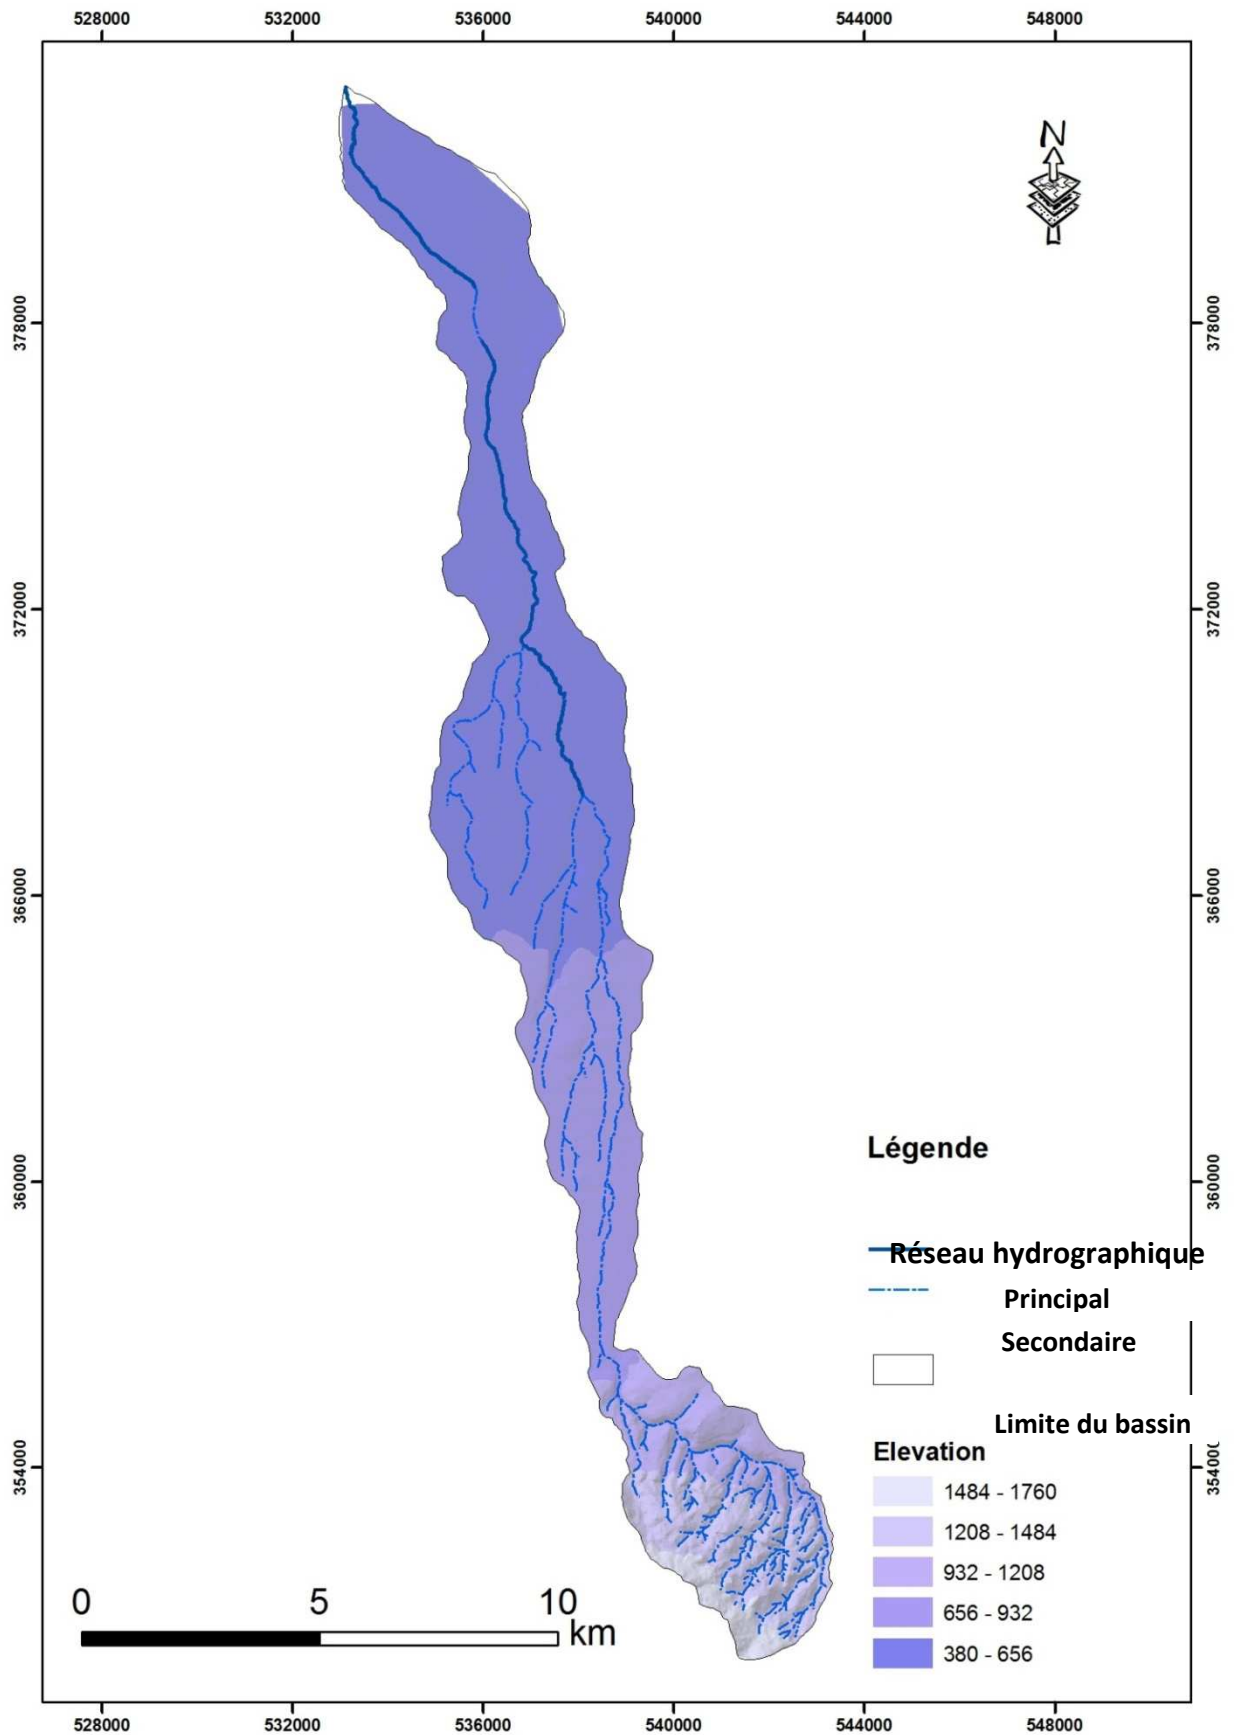 528000 532000 536000 540000 544000 548000
N
378000 378000
372000 372000
366000 366000
Légende
360000 360000
Réseau hydrographique
Principal
Secondaire
Limite du bassin
354000 354000
Elevation
1484 - 1760
1208 - 1484
932 - 1208
656 - 932
380 - 656
0 5 10
km
528000 532000 536000 540000 544000 548000